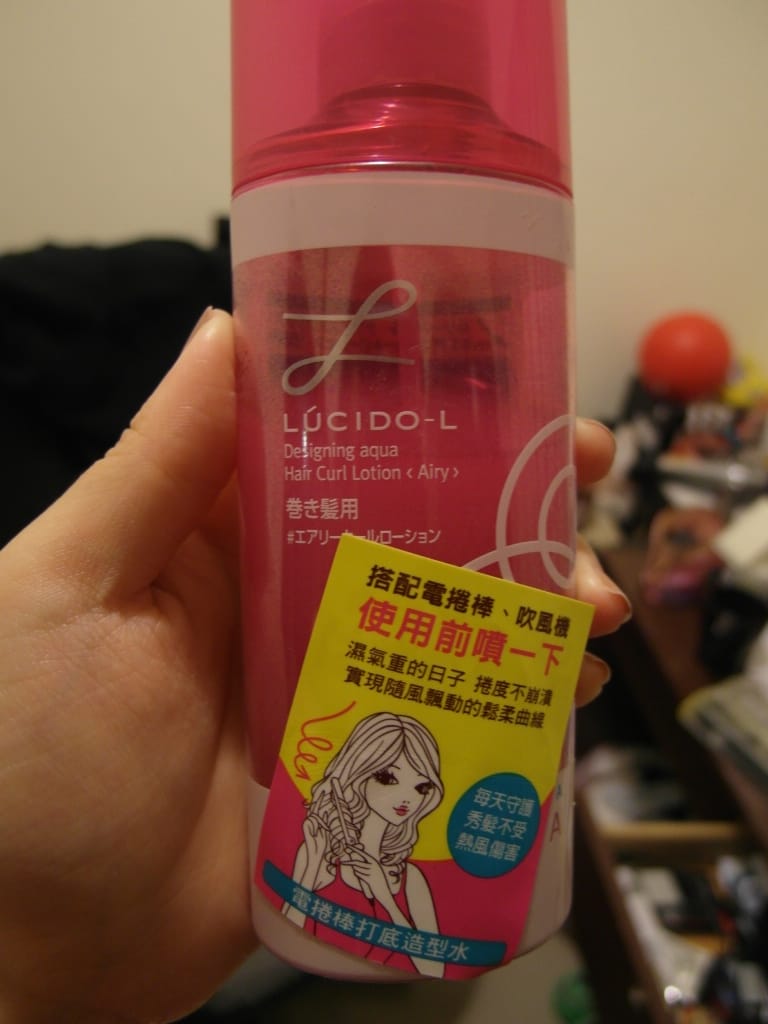 LÚCIDO-L
Designing aqua
Hair Curl Lotion ‹ Airy ›
巻き髪用
#エアリーカールローション
搭配電捲棒、吹風機
使用前噴一下
濕氣重的日子 捲度不崩潰
實現隨風飄動的鬆柔曲線
每天守護
秀髮不受
熱風傷害
電捲棒打底造型水
A